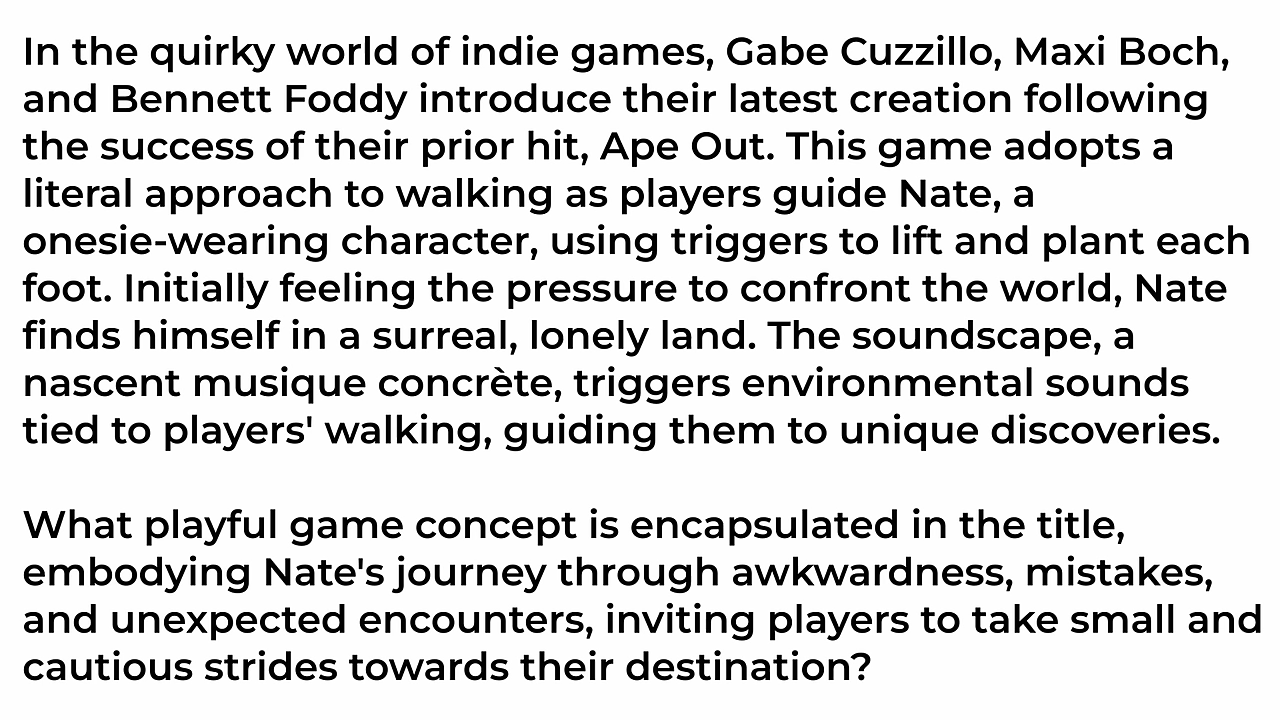 In the quirky world of indie games, Gabe Cuzzillo, Maxi Boch,
and Bennett Foddy introduce their latest creation following
the success of their prior hit, Ape Out. This game adopts a
literal approach to walking as players guide Nate, a
onesie-wearing character, using triggers to lift and plant each
foot. Initially feeling the pressure to confront the world, Nate
finds himself in a surreal, lonely land. The soundscape, a
nascent musique concrète, triggers environmental sounds
tied to players' walking, guiding them to unique discoveries.

What playful game concept is encapsulated in the title,
embodying Nate's journey through awkwardness, mistakes,
and unexpected encounters, inviting players to take small and
cautious strides towards their destination?